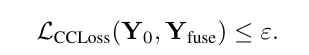 ℒ_CCLoss(𝐘₀, 𝐘_fuse) ≤ ε.